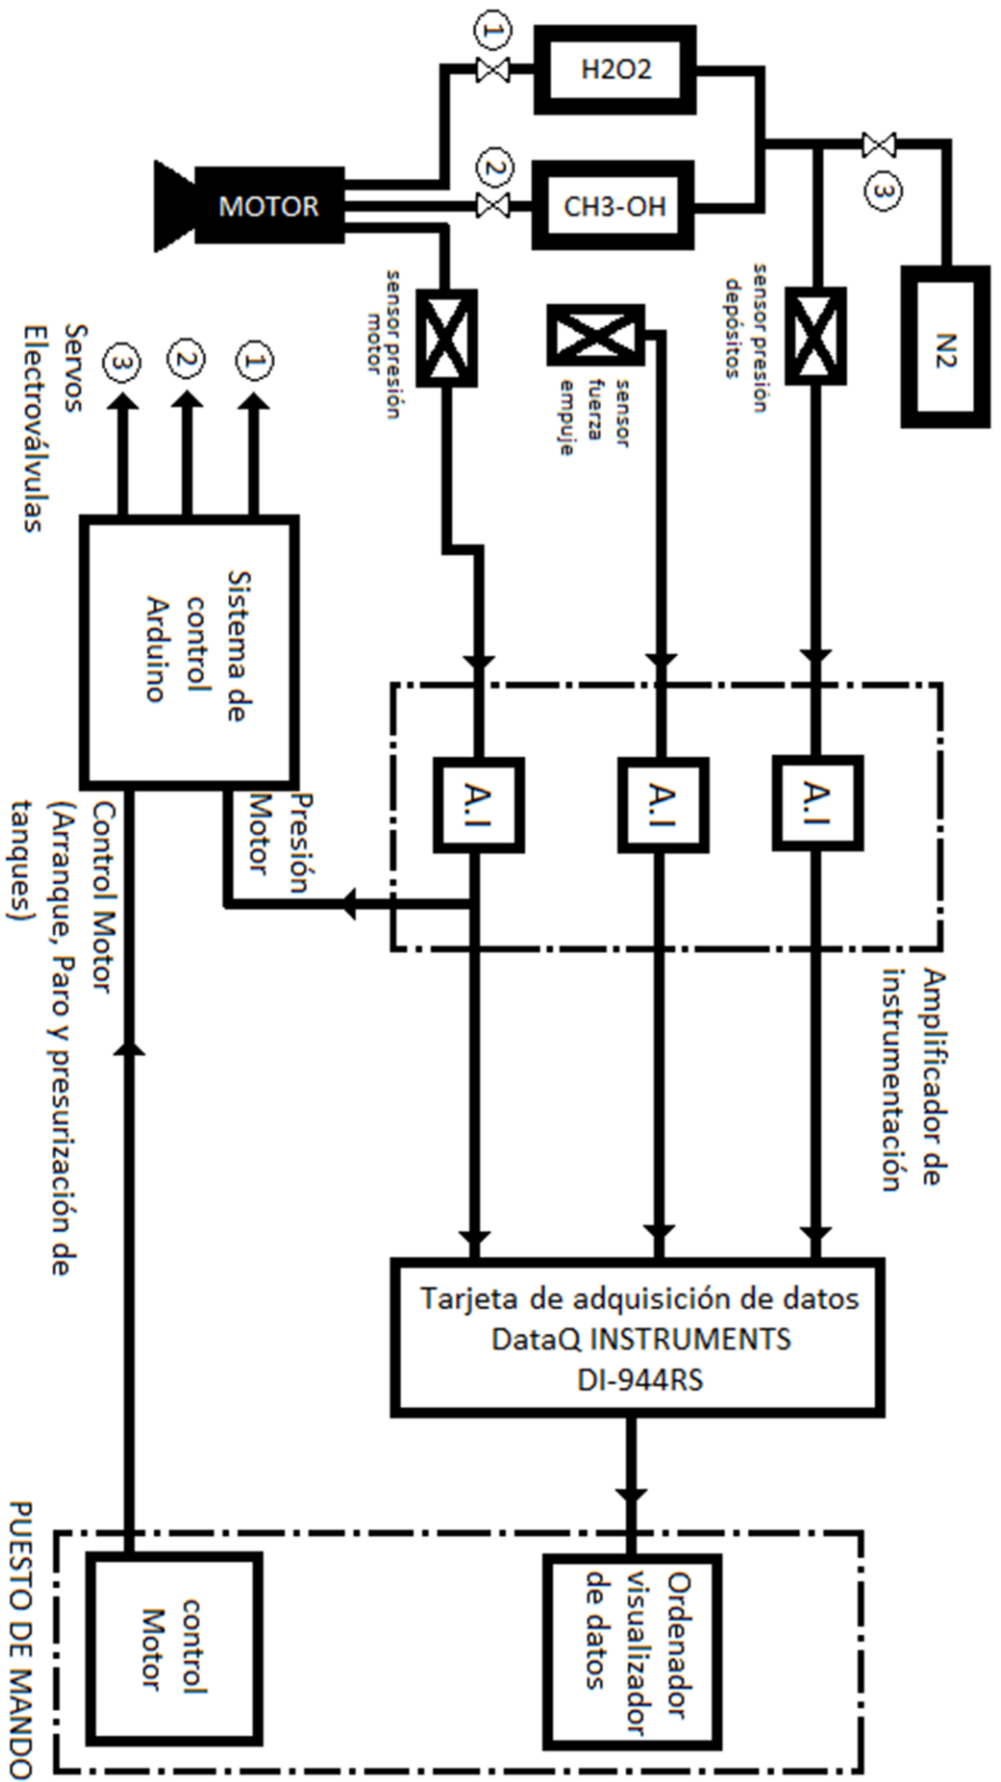 1
H2O2
2
CH3-OH
3
MOTOR
N2
sensor presión
motor
sensor
fuerza
empuje
sensor presión
depósitos
Servos
Electroválvulas
1
2
3
Sistema de
control
Arduino
A.I
A.I
A.I
Presión
Motor
Control Motor
(Arranque, Paro y presurización de
tanques)
Amplificador de
instrumentación
Tarjeta de adquisición de datos
DataQ INSTRUMENTS
DI-944RS
Ordenador
visualizador
de datos
control
Motor
PUESTO DE MANDO